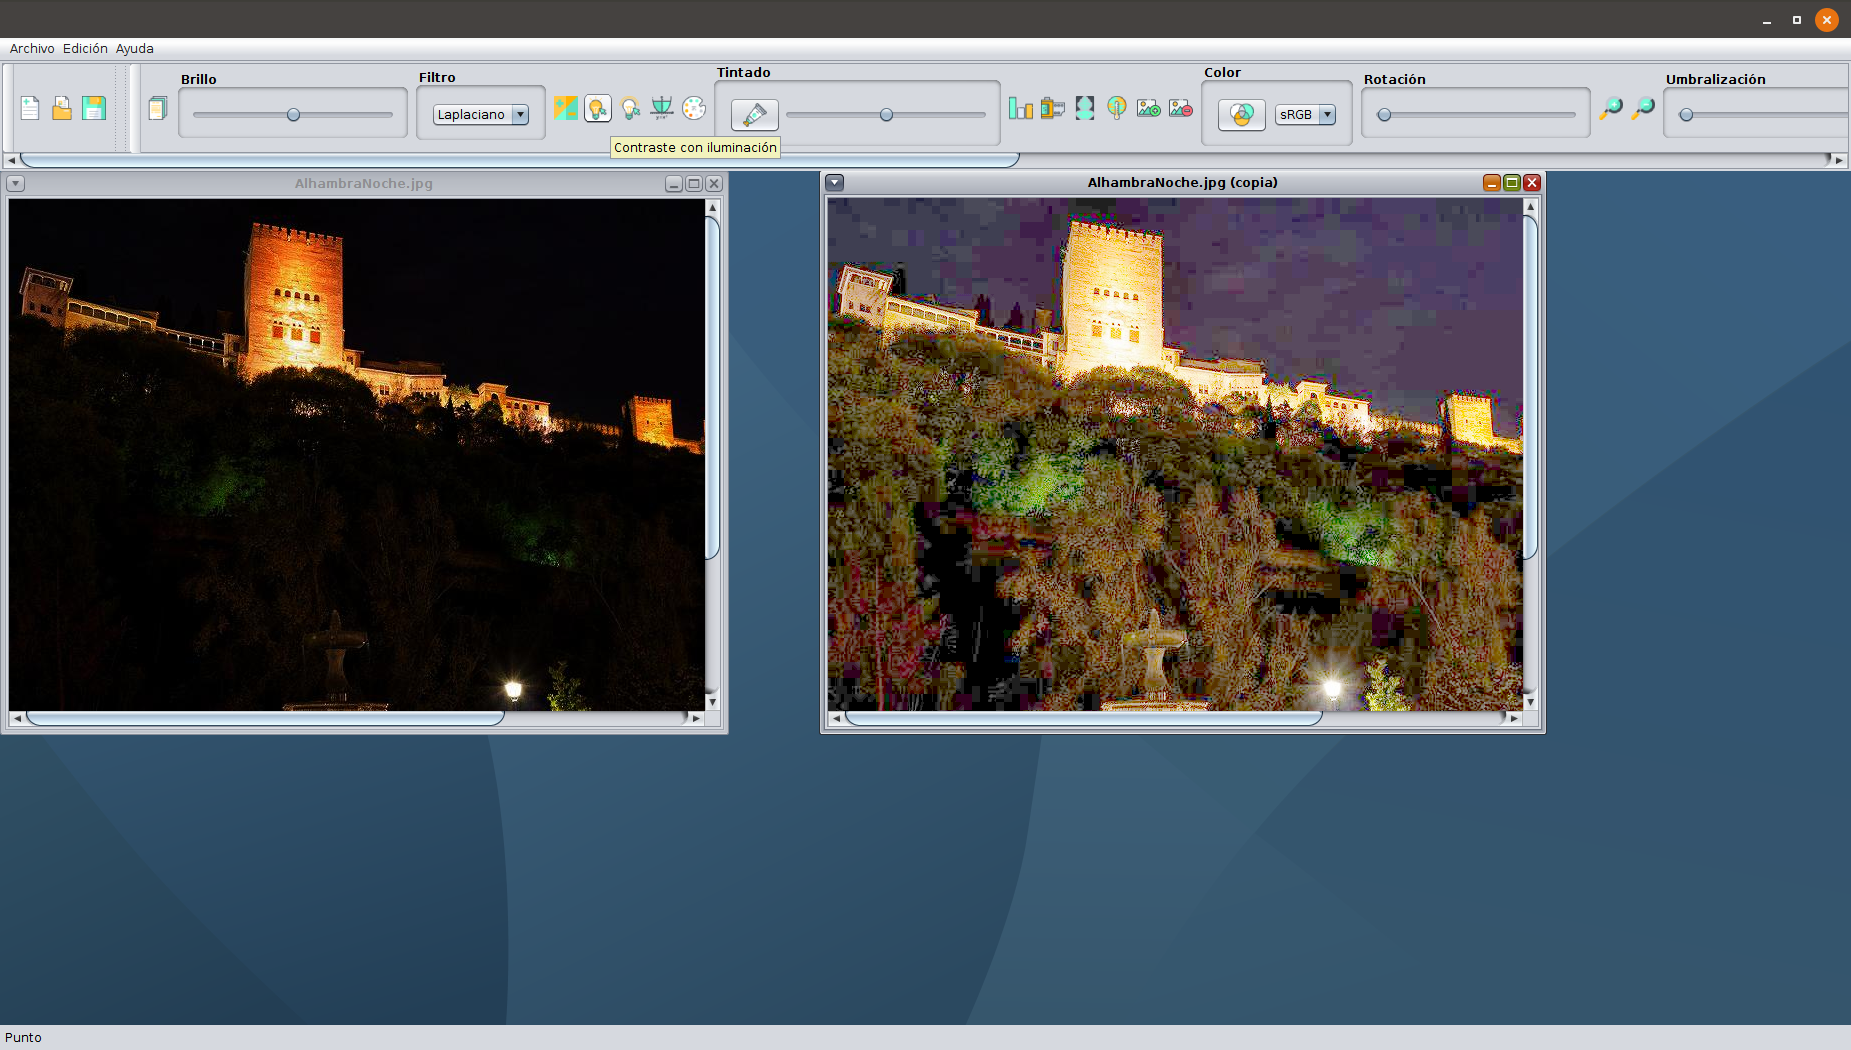 Archivo Edición Ayuda
Brillo
Filtro
Tintado
Color
Rotación
Umbralización
Laplaciano
sRGB
Contraste con iluminación
AlhambraNoche.jpg
AlhambraNoche.jpg (copia)
Punto